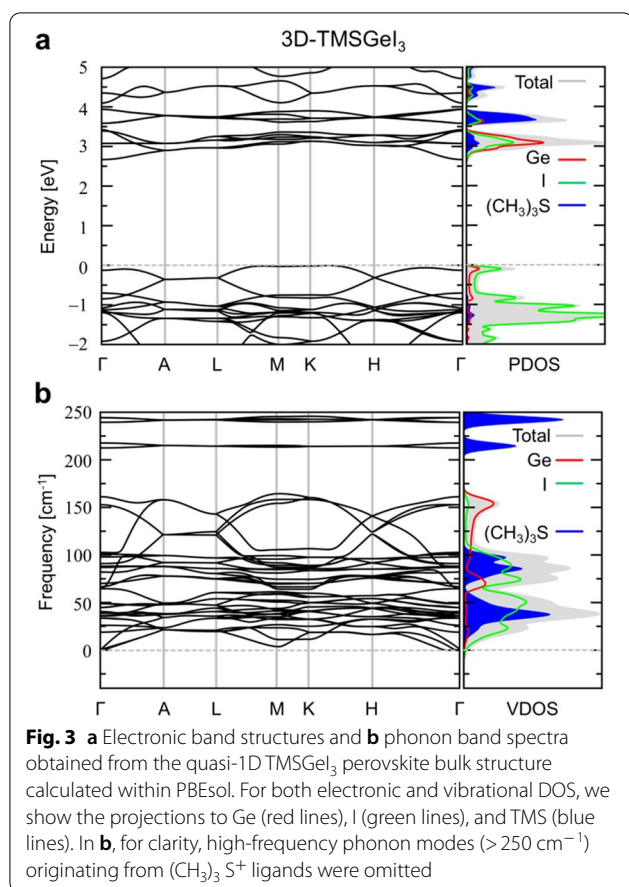 a
3D-TMSGeI₃
5
4
3
2
1
0
−1
−2
Energy [eV]
Total
Ge
I
(CH₃)₃S
Γ A L M K H Γ PDOS
b
250
200
150
100
50
0
Frequency [cm⁻¹]
Total
Ge
I
(CH₃)₃S
Γ A L M K H Γ VDOS
Fig. 3 a Electronic band structures and b phonon band spectra
obtained from the quasi-1D TMSGeI₃ perovskite bulk structure
calculated within PBEsol. For both electronic and vibrational DOS, we
show the projections to Ge (red lines), I (green lines), and TMS (blue
lines). In b, for clarity, high-frequency phonon modes (> 250 cm⁻¹)
originating from (CH₃)₃ S⁺ ligands were omitted